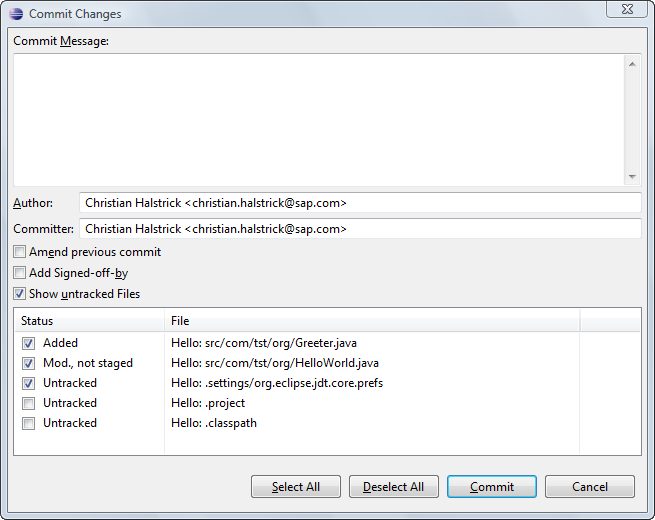 Commit Changes
Commit Message:
Author: Christian Halstrick <christian.halstrick@sap.com>
Committer: Christian Halstrick <christian.halstrick@sap.com>
Amend previous commit
Add Signed-off-by
Show untracked Files
Status File
Added Hello: src/com/tst/org/Greeter.java
Mod., not staged Hello: src/com/tst/org/HelloWorld.java
Untracked Hello: .settings/org.eclipse.jdt.core.prefs
Untracked Hello: .project
Untracked Hello: .classpath
Select All Deselect All Commit Cancel